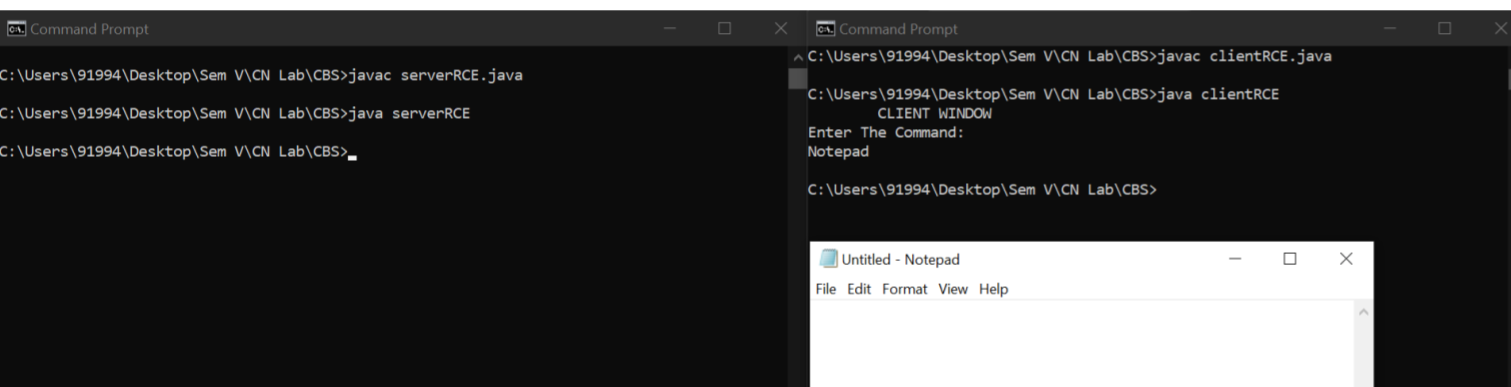 Command Prompt
C:\Users\91994\Desktop\Sem V\CN Lab\CBS>javac serverRCE.java
C:\Users\91994\Desktop\Sem V\CN Lab\CBS>java serverRCE
C:\Users\91994\Desktop\Sem V\CN Lab\CBS>
Command Prompt
C:\Users\91994\Desktop\Sem V\CN Lab\CBS>javac clientRCE.java
C:\Users\91994\Desktop\Sem V\CN Lab\CBS>java clientRCE
CLIENT WINDOW
Enter The Command:
Notepad
C:\Users\91994\Desktop\Sem V\CN Lab\CBS>
Untitled - Notepad
File Edit Format View Help